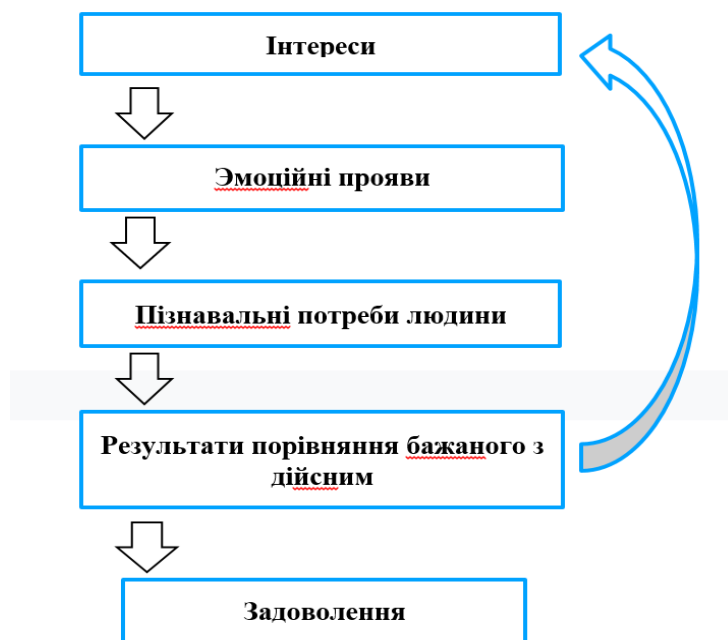 Інтереси
Эмоційні прояви
Пізнавальні потреби людини
Результати порівняння бажаного з
дійсним
Задоволення